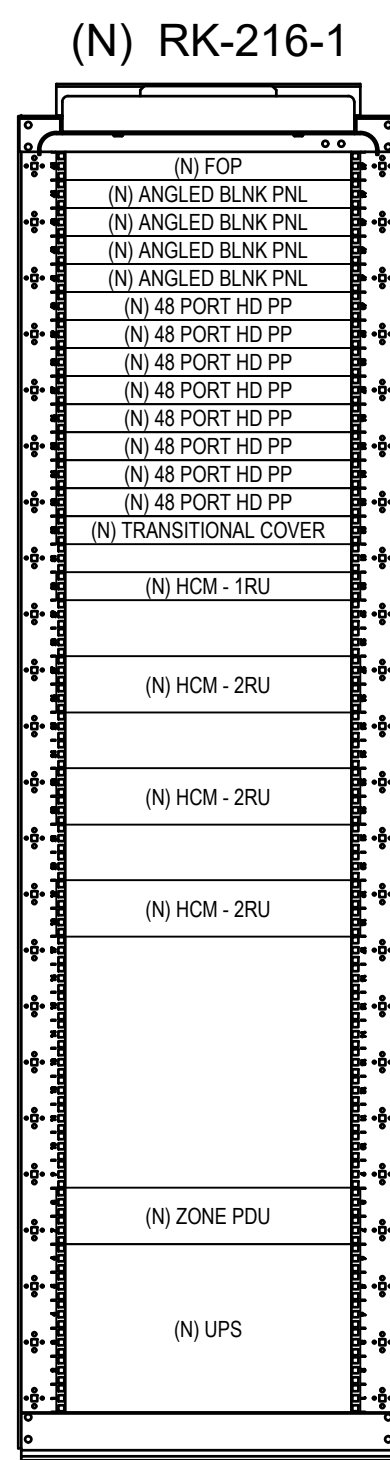 (N) RK-216-1
(N) FOP
(N) ANGLED BLNK PNL
(N) ANGLED BLNK PNL
(N) ANGLED BLNK PNL
(N) ANGLED BLNK PNL
(N) 48 PORT HD PP
(N) 48 PORT HD PP
(N) 48 PORT HD PP
(N) 48 PORT HD PP
(N) 48 PORT HD PP
(N) 48 PORT HD PP
(N) 48 PORT HD PP
(N) 48 PORT HD PP
(N) TRANSITIONAL COVER
(N) HCM - 1RU
(N) HCM - 2RU
(N) HCM - 2RU
(N) HCM - 2RU
(N) ZONE PDU
(N) UPS